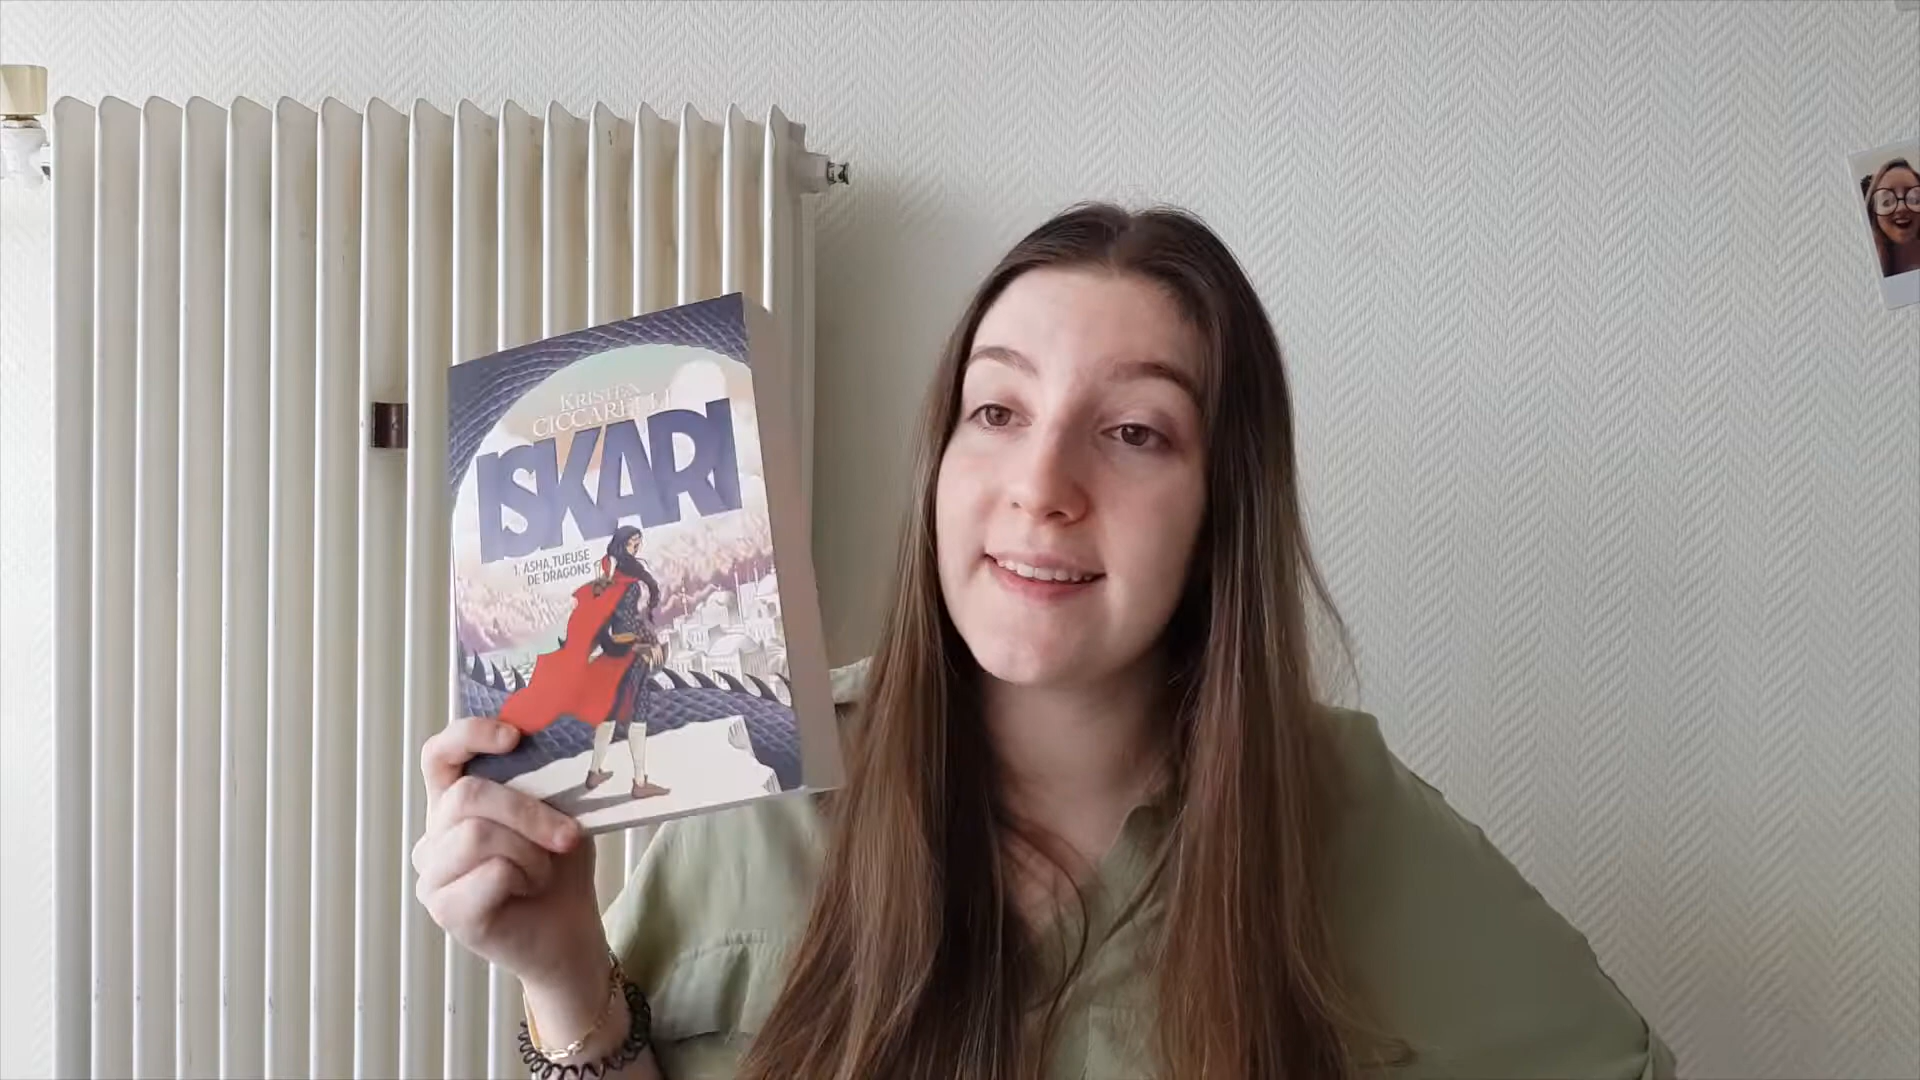 KRISTEN
CICCARELLI
ISKARI
1. ASHA, TUEUSE
DE DRAGONS